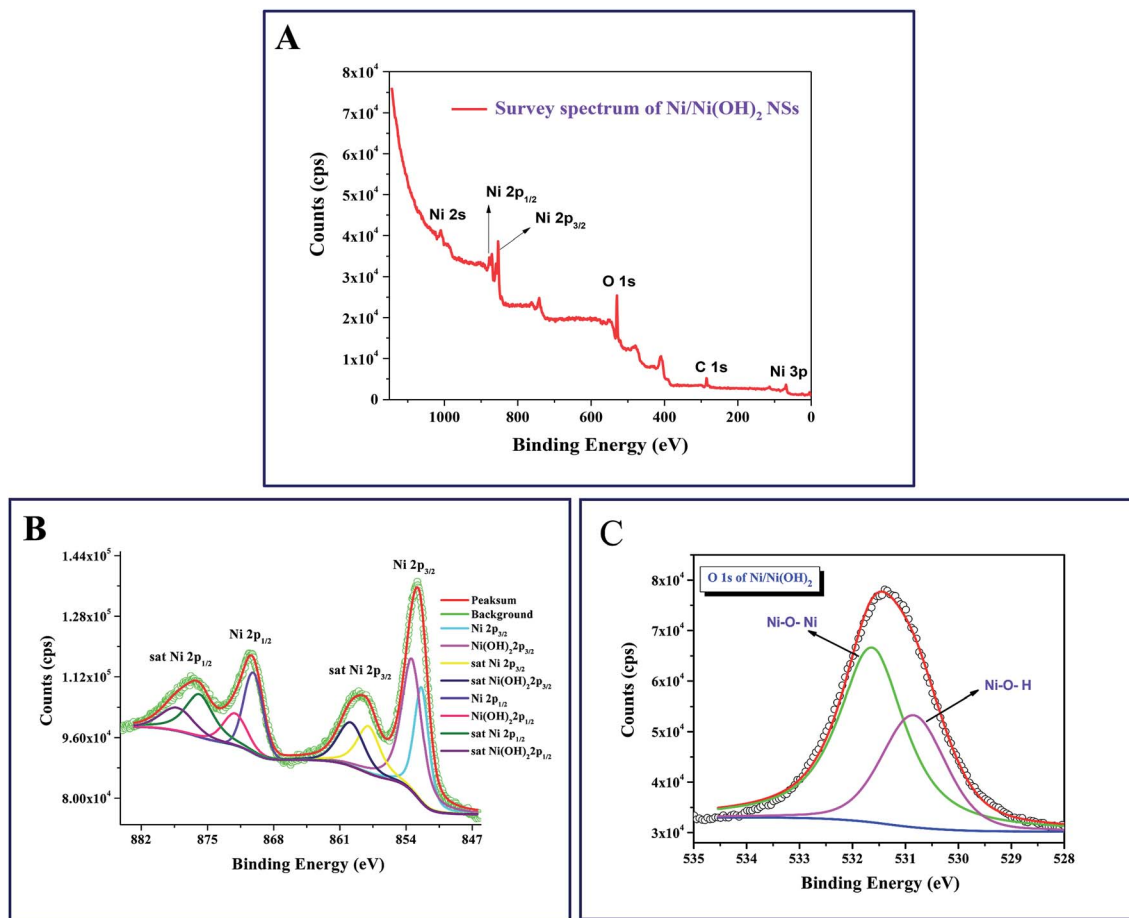 A
Survey spectrum of Ni/Ni(OH)₂ NSs
8x10⁴
7x10⁴
6x10⁴
5x10⁴
4x10⁴
3x10⁴
2x10⁴
1x10⁴
0
Counts (cps)
Ni 2s
Ni 2p₁/₂
Ni 2p₃/₂
O 1s
C 1s
Ni 3p
1000 800 600 400 200 0
Binding Energy (eV)
B
1.44x10⁵
1.28x10⁵
1.12x10⁵
9.60x10⁴
8.00x10⁴
Counts (cps)
sat Ni 2p₁/₂
Ni 2p₁/₂
sat Ni 2p₃/₂
Ni 2p₃/₂
Peaksum
Background
Ni 2p₃/₂
Ni(OH)₂2p₃/₂
sat Ni 2p₃/₂
sat Ni(OH)₂2p₃/₂
Ni 2p₁/₂
Ni(OH)₂2p₁/₂
sat Ni 2p₁/₂
sat Ni(OH)₂2p₁/₂
882 875 868 861 854 847
Binding Energy (eV)
C
O 1s of Ni/Ni(OH)₂
8x10⁴
7x10⁴
6x10⁴
5x10⁴
4x10⁴
3x10⁴
Counts (cps)
Ni-O- Ni
Ni-O- H
535 534 533 532 531 530 529 528
Binding Energy (eV)